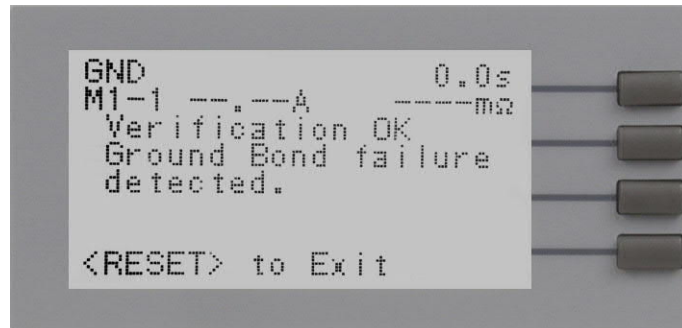 GND 0.0s
M1-1 --.--A ----mΩ
Verification OK
Ground Bond failure
detected.
<RESET> to Exit